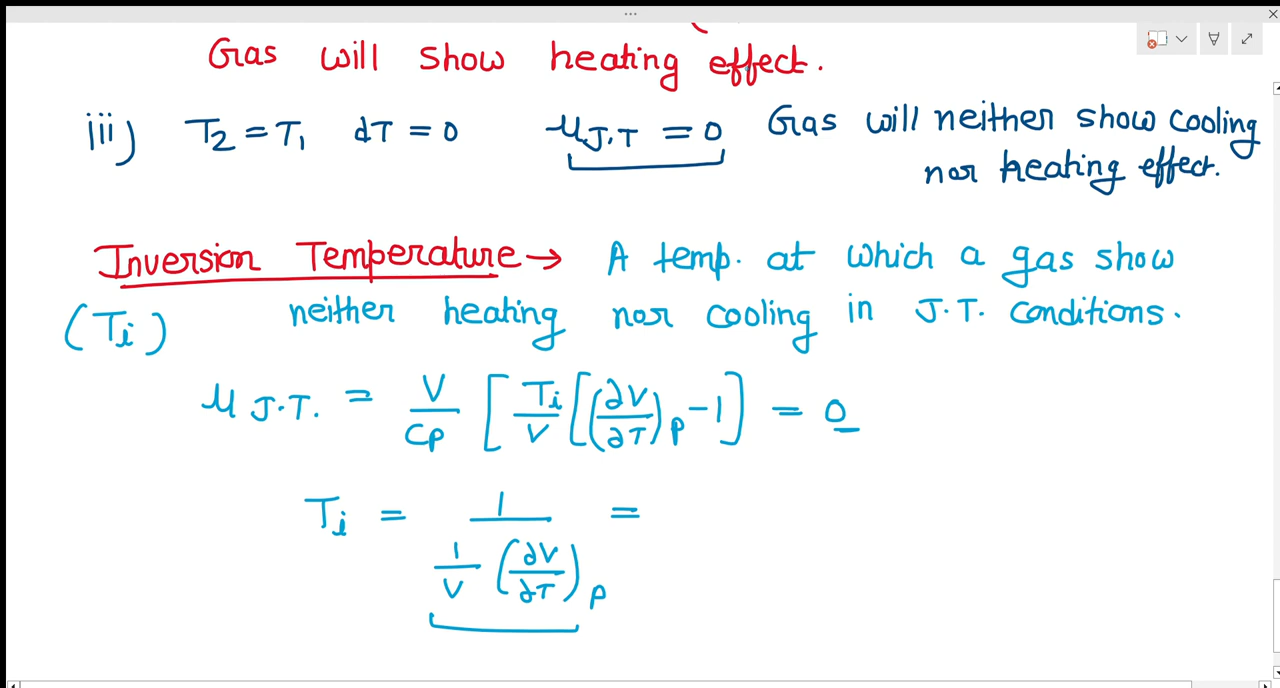 Gas will show heating effect.
iii) T₂ = T₁ dT = 0 μ_J.T = 0 Gas will neither show cooling
nor heating effect.
Inversion Temperature → A temp. at which a gas show
(Ti) neither heating nor cooling in J.T. conditions.
μ J.T. = V/Cp [ Ti/V [(∂V/∂T)p - 1] = 0
Ti = 1 / (1/V (∂V/∂T)p) =